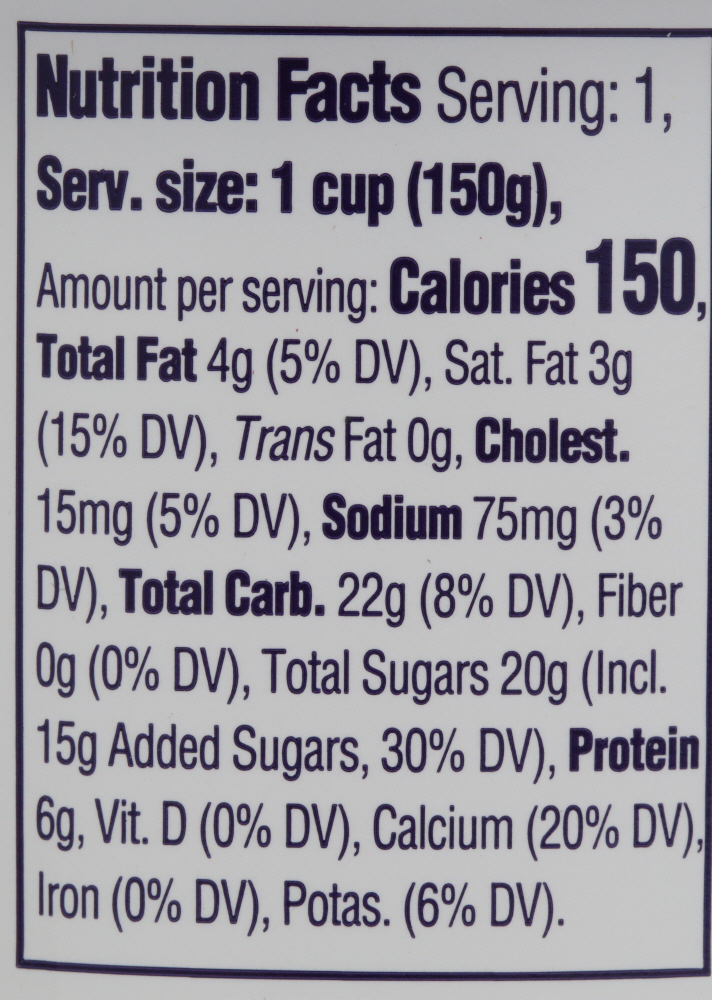 Nutrition Facts Serving: 1,
Serv. size: 1 cup (150g),
Amount per serving: Calories 150,
Total Fat 4g (5% DV), Sat. Fat 3g
(15% DV), Trans Fat 0g, Cholest.
15mg (5% DV), Sodium 75mg (3%
DV), Total Carb. 22g (8% DV), Fiber
0g (0% DV), Total Sugars 20g (Incl.
15g Added Sugars, 30% DV), Protein
6g, Vit. D (0% DV), Calcium (20% DV),
Iron (0% DV), Potas. (6% DV).